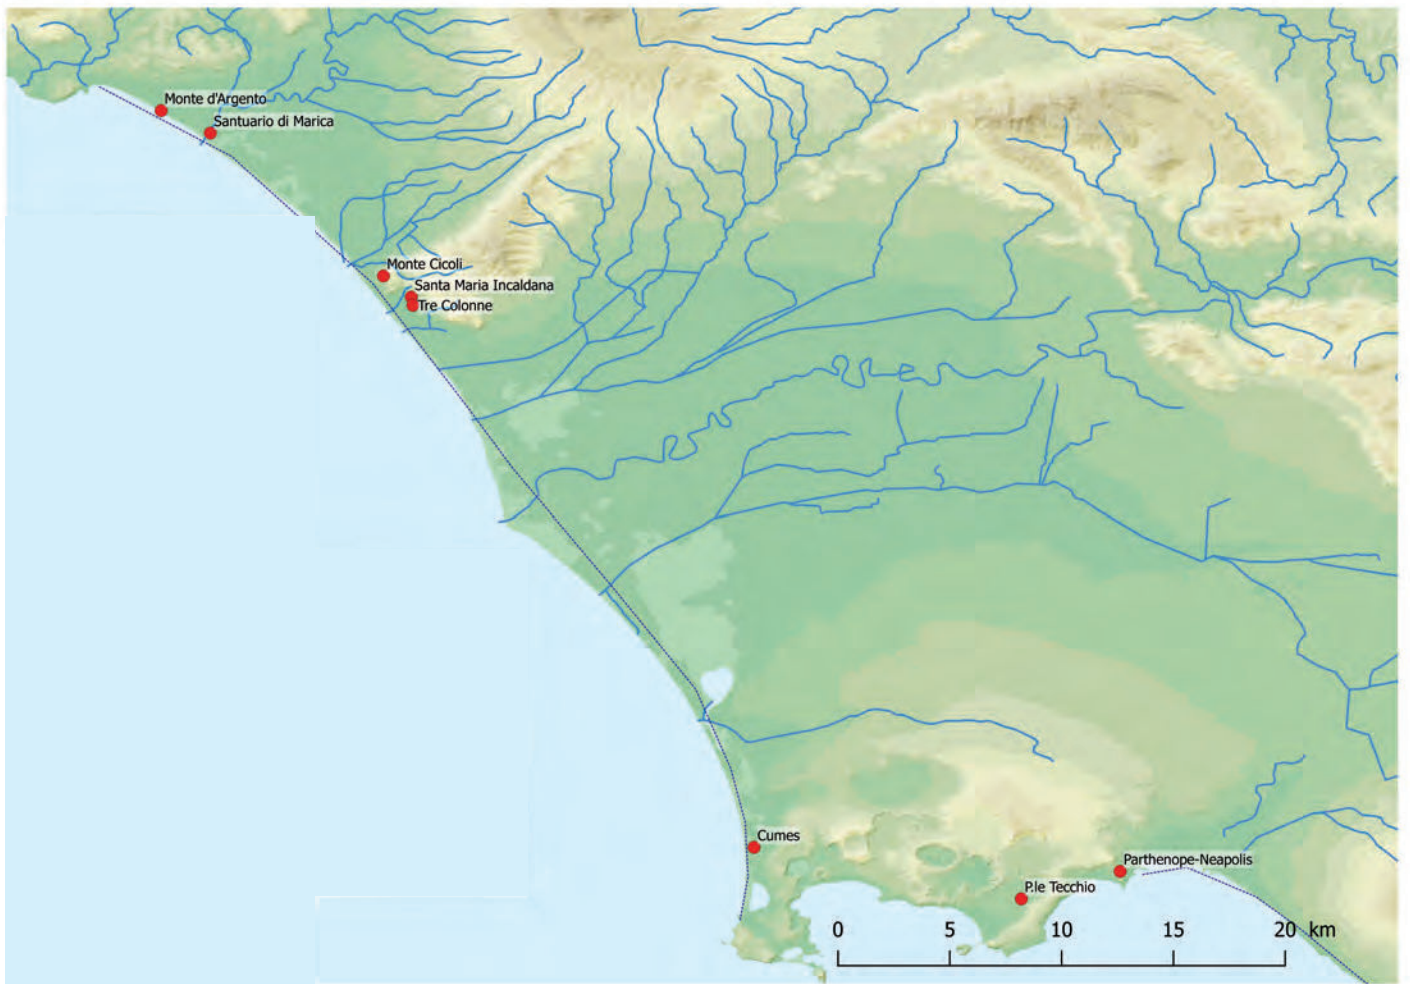 Monte d'Argento
Santuario di Marica
Monte Cicoli
Santa Maria Incaldana
Tre Colonne
Cumes
Parthenope-Neapolis
P.le Tecchio
0 5 10 15 20 km